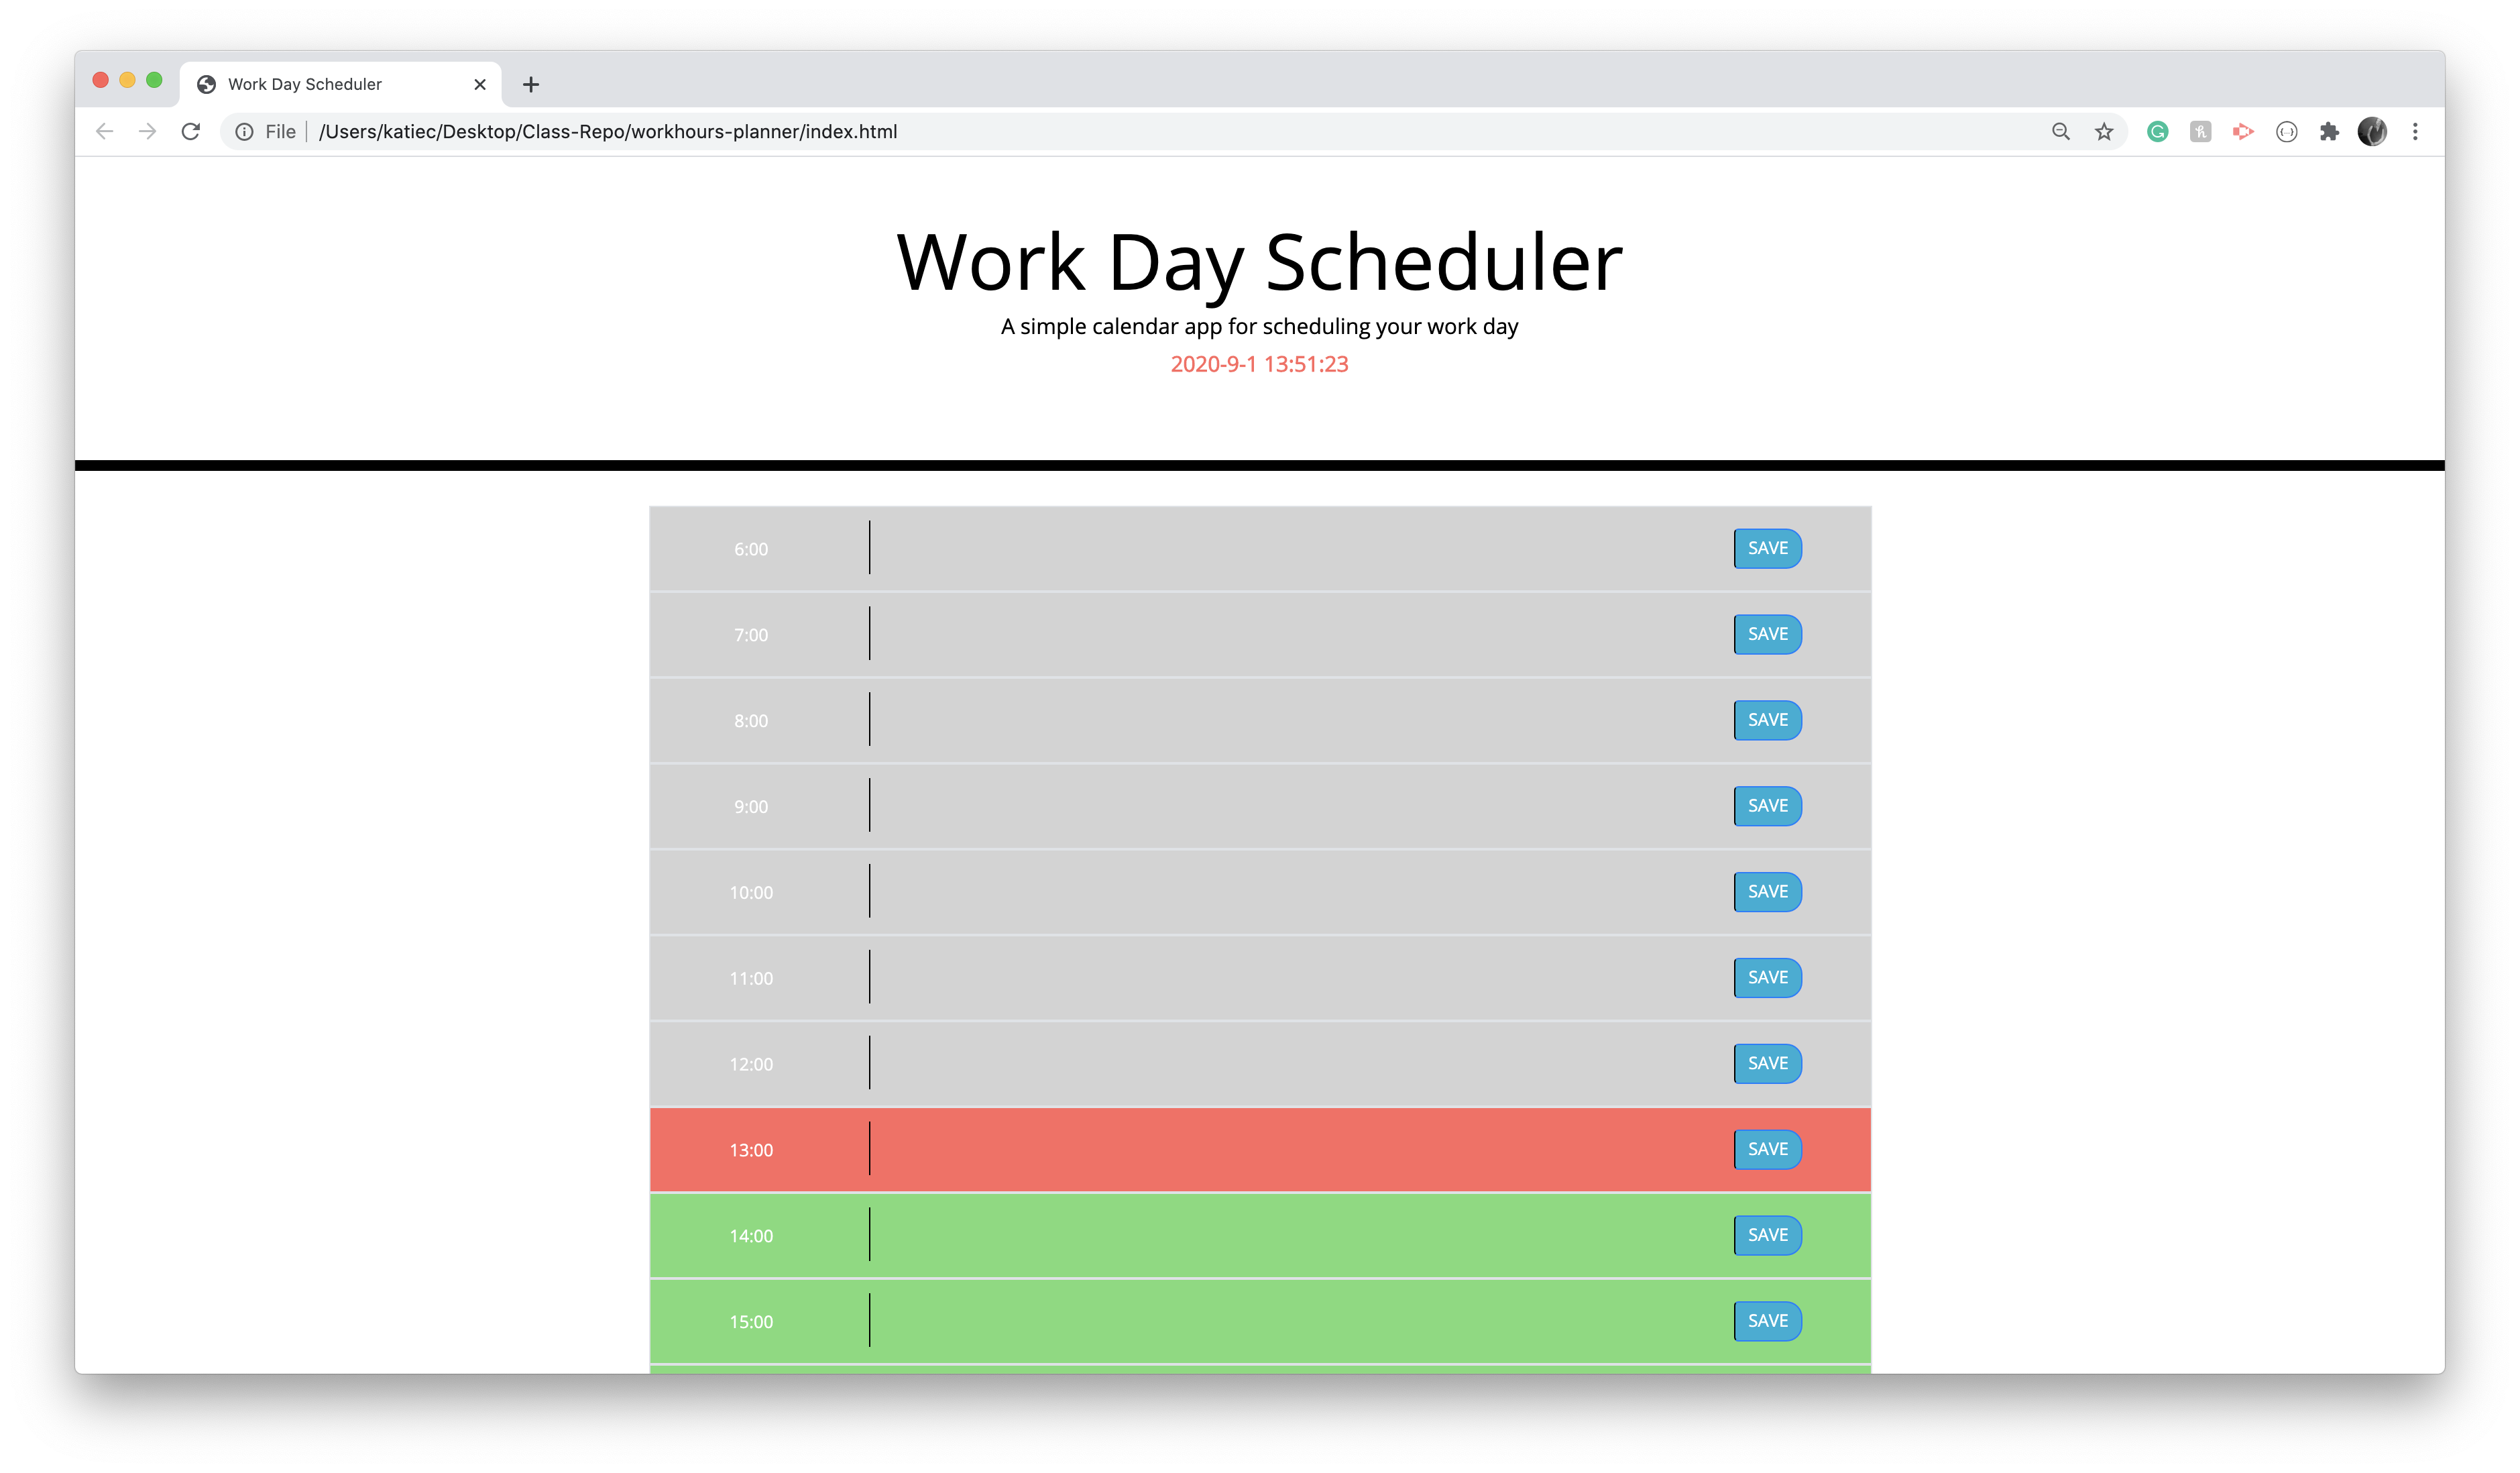 Work Day Scheduler
File /Users/katiec/Desktop/Class-Repo/workhours-planner/index.html
Work Day Scheduler
A simple calendar app for scheduling your work day
2020-9-1 13:51:23
6:00 SAVE
7:00 SAVE
8:00 SAVE
9:00 SAVE
10:00 SAVE
11:00 SAVE
12:00 SAVE
13:00 SAVE
14:00 SAVE
15:00 SAVE